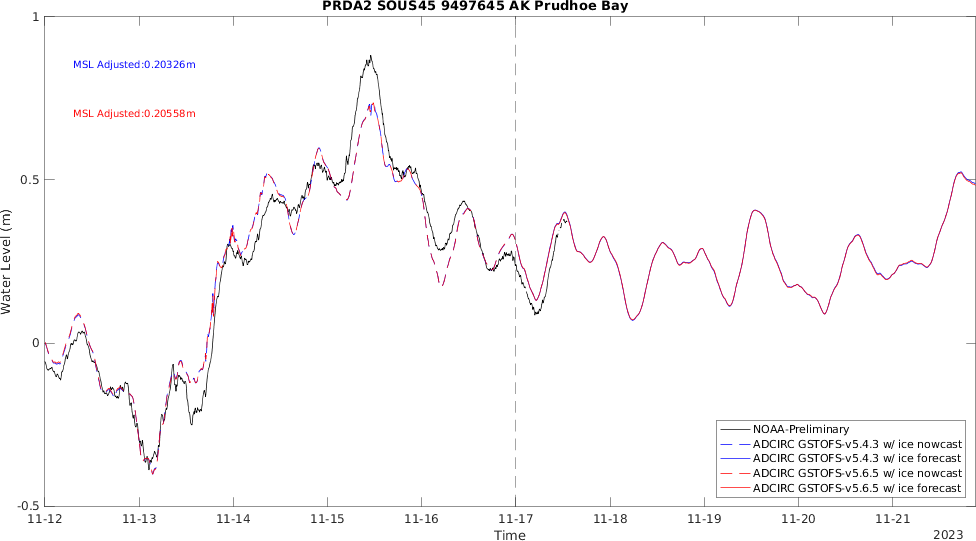 PRDA2 SOUS45 9497645 AK Prudhoe Bay
1
MSL Adjusted:0.20326m
MSL Adjusted:0.20558m
0.5
Water Level (m)
0
NOAA-Preliminary
ADCIRC GSTOFS-v5.4.3 w/ ice nowcast
ADCIRC GSTOFS-v5.4.3 w/ ice forecast
ADCIRC GSTOFS-v5.6.5 w/ ice nowcast
ADCIRC GSTOFS-v5.6.5 w/ ice forecast
-0.5
11-12 11-13 11-14 11-15 11-16 11-17 11-18 11-19 11-20 11-21
Time
2023